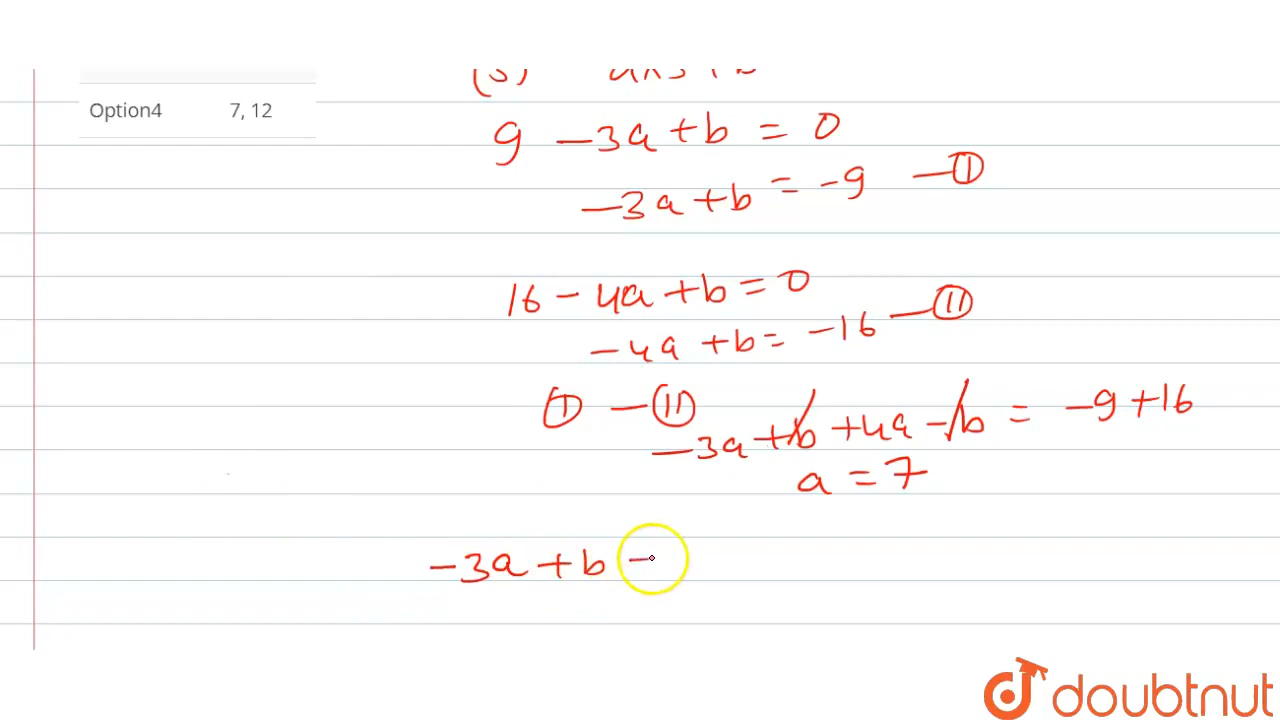 Option4 7, 12
9 - 3a + b = 0
-3a + b = -9 - I
16 - 4a + b = 0
-4a + b = -16 - II
I - II
-3a + b + 4a - b = -9 + 16
a = 7
-3a + b -
doubtnut